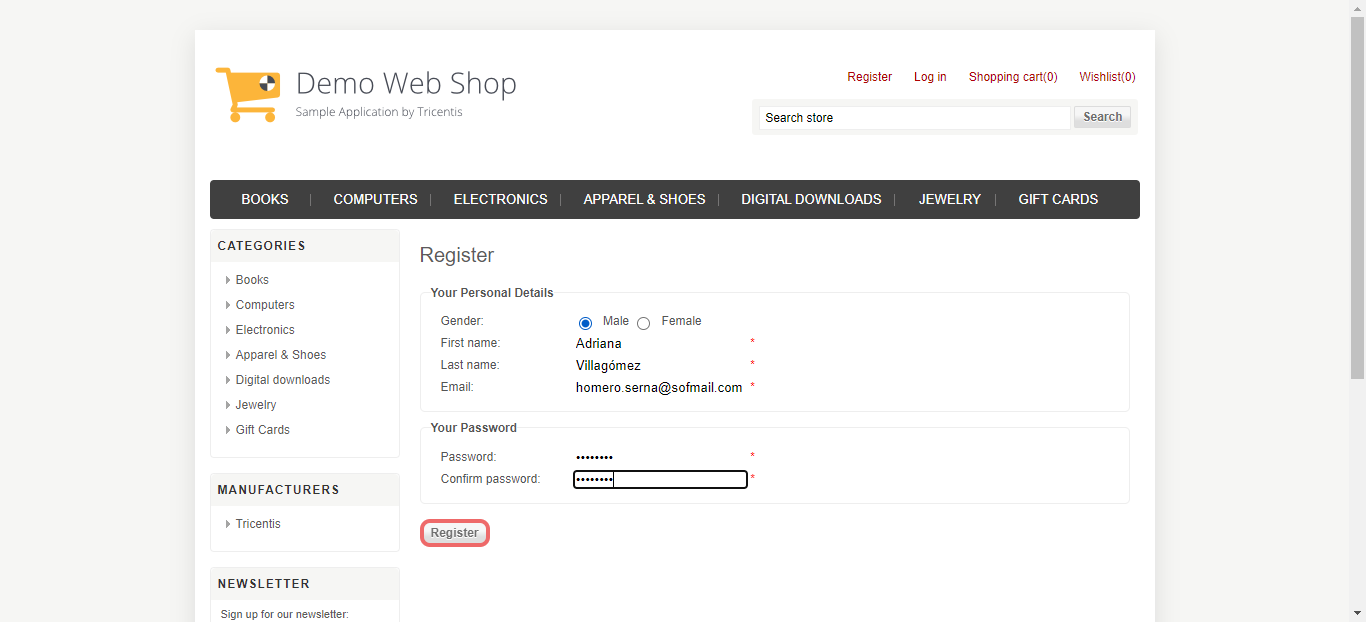 Demo Web Shop
Sample Application by Tricentis
Register Log in Shopping cart(0) Wishlist(0)
Search store Search
BOOKS | COMPUTERS | ELECTRONICS | APPAREL & SHOES | DIGITAL DOWNLOADS | JEWELRY | GIFT CARDS
CATEGORIES
Books
Computers
Electronics
Apparel & Shoes
Digital downloads
Jewelry
Gift Cards
MANUFACTURERS
Tricentis
NEWSLETTER
Sign up for our newsletter:
Register
Your Personal Details
Gender: Male Female
First name: Adriana *
Last name: Villagómez *
Email: homero.serna@sofmail.com *
Your Password
Password: •••••••• *
Confirm password: •••••••• *
Register